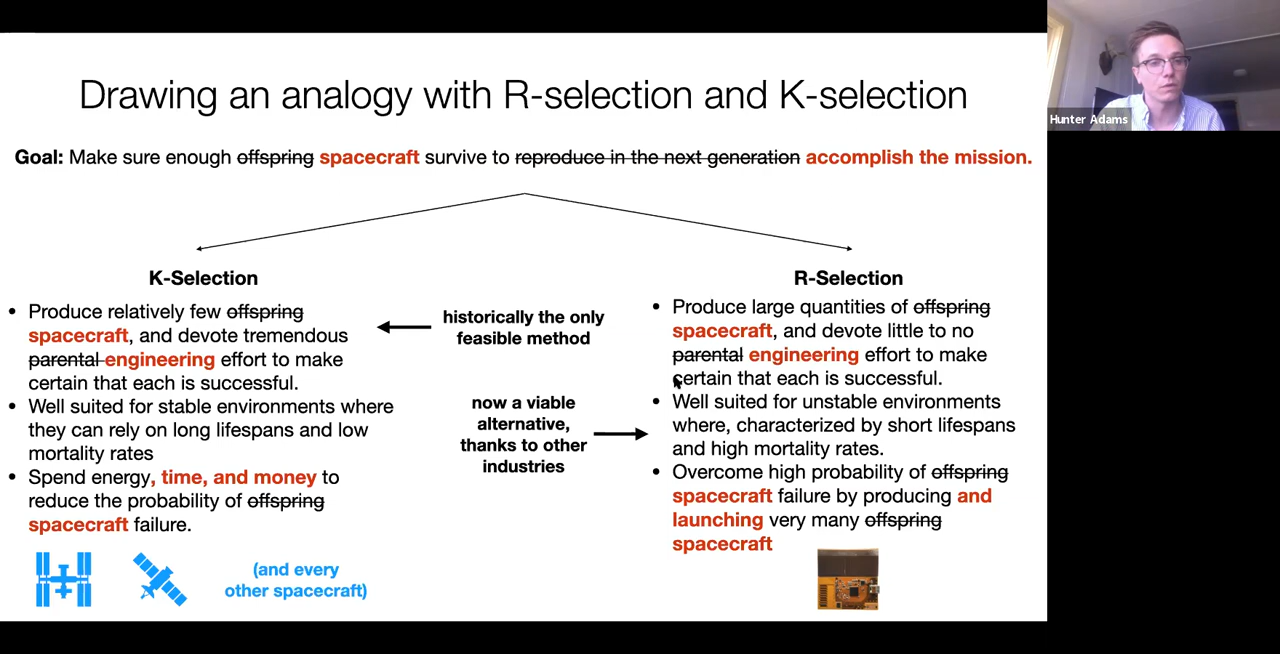 Drawing an analogy with R-selection and K-selection
Hunter Adams
Goal: Make sure enough offspring spacecraft survive to reproduce in the next generation accomplish the mission.
K-Selection
Produce relatively few offspring
spacecraft, and devote tremendous
parental engineering effort to make
certain that each is successful.
Well suited for stable environments where
they can rely on long lifespans and low
mortality rates
Spend energy, time, and money to
reduce the probability of offspring
spacecraft failure.
(and every
other spacecraft)
historically the only
feasible method
now a viable
alternative,
thanks to other
industries
R-Selection
Produce large quantities of offspring
spacecraft, and devote little to no
parental engineering effort to make
certain that each is successful.
Well suited for unstable environments
where, characterized by short lifespans
and high mortality rates.
Overcome high probability of offspring
spacecraft failure by producing and
launching very many offspring
spacecraft